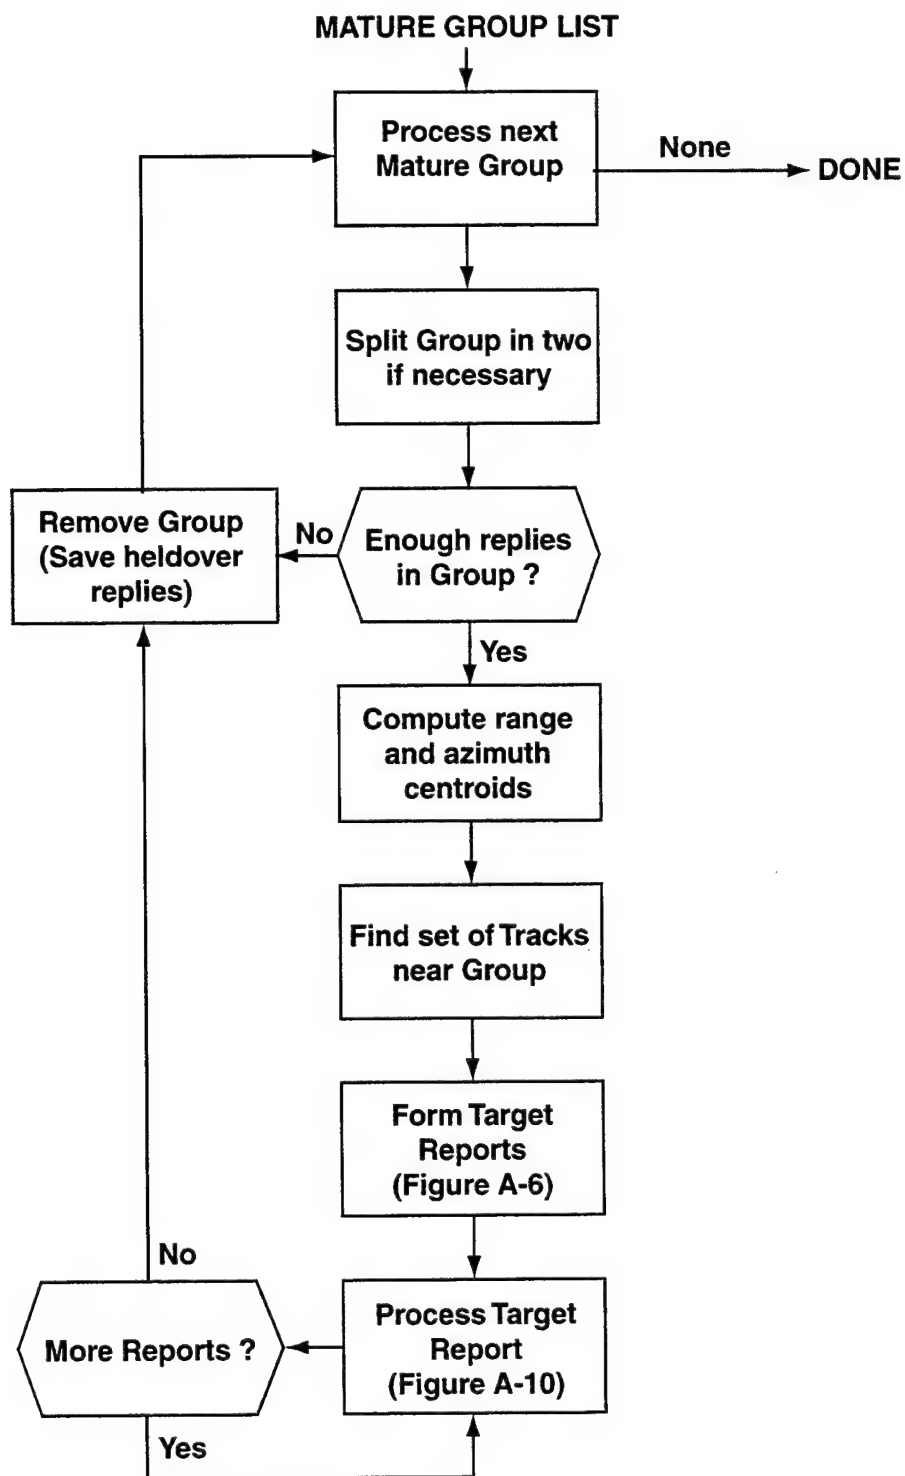 MATURE GROUP LIST
Process next
Mature Group
None
DONE
Split Group in two
if necessary
Remove Group
(Save heldover
replies)
No
Enough replies
in Group ?
Yes
Compute range
and azimuth
centroids
Find set of Tracks
near Group
Form Target
Reports
(Figure A-6)
No
More Reports ?
Process Target
Report
(Figure A-10)
Yes